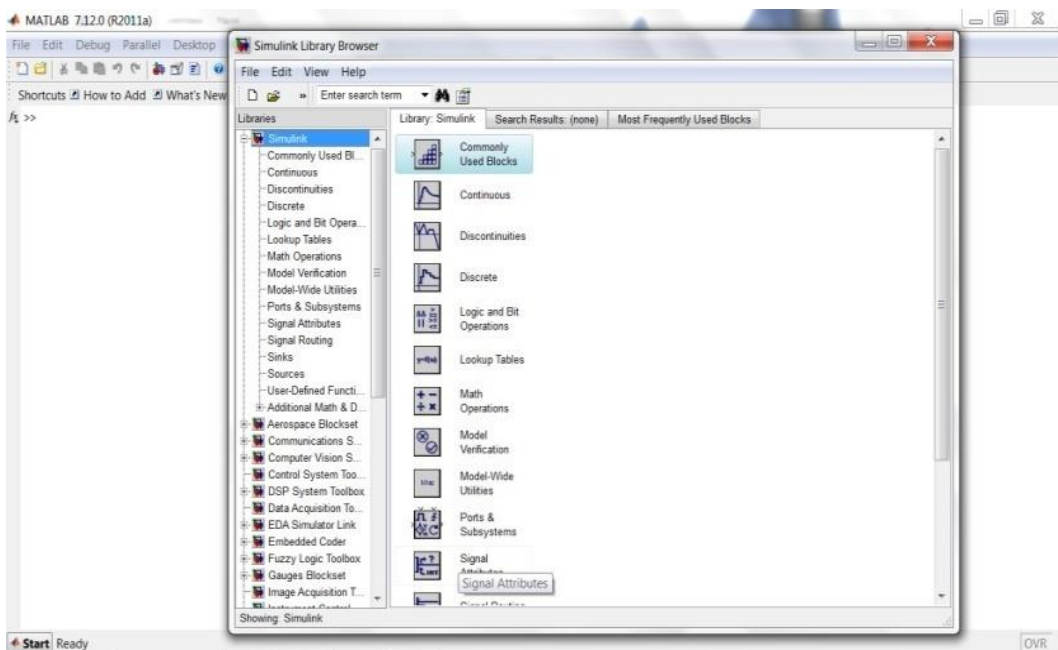 MATLAB 7.12.0 (R2011a)
File Edit Debug Parallel Desktop
Shortcuts How to Add What's New
fx >>
Simulink Library Browser
File Edit View Help
» Enter search term
Libraries
Library: Simulink Search Results: (none) Most Frequently Used Blocks
Simulink
Commonly Used Bl...
Continuous
Discontinuities
Discrete
Logic and Bit Opera...
Lookup Tables
Math Operations
Model Verification
Model-Wide Utilities
Ports & Subsystems
Signal Attributes
Signal Routing
Sinks
Sources
User-Defined Functi...
Additional Math & D...
Aerospace Blockset
Communications S...
Computer Vision S...
Control System Too...
DSP System Toolbox
Data Acquisition To...
EDA Simulator Link
Embedded Coder
Fuzzy Logic Toolbox
Gauges Blockset
Image Acquisition T...
Commonly
Used Blocks
Continuous
Discontinuities
Discrete
Logic and Bit
Operations
Lookup Tables
Math
Operations
Model
Verification
Model-Wide
Utilities
Ports &
Subsystems
Signal
Signal Attributes
Showing: Simulink
Start Ready
OVR